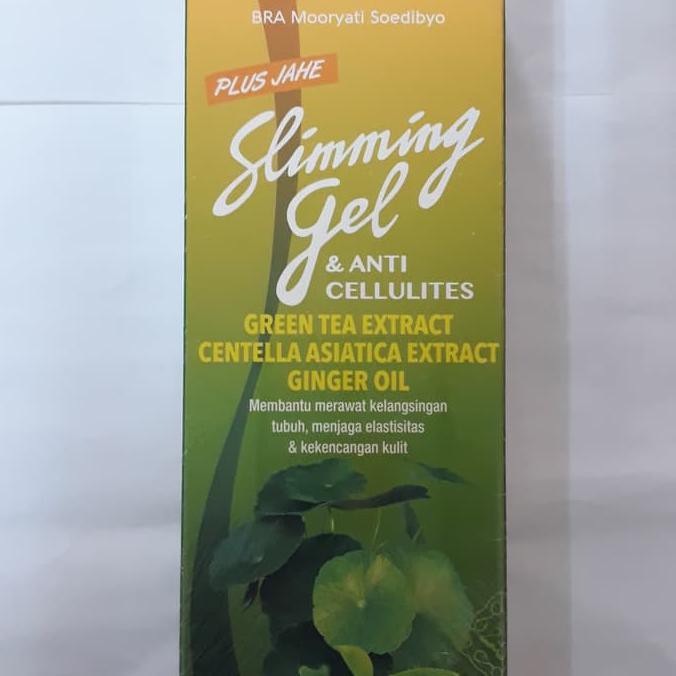 BRA Mooryati Soedibyo
PLUS JAHE
Slimming
Gel
& ANTI
CELLULITES
GREEN TEA EXTRACT
CENTELLA ASIATICA EXTRACT
GINGER OIL
Membantu merawat kelangsingan
tubuh, menjaga elastisitas
& kekencangan kulit